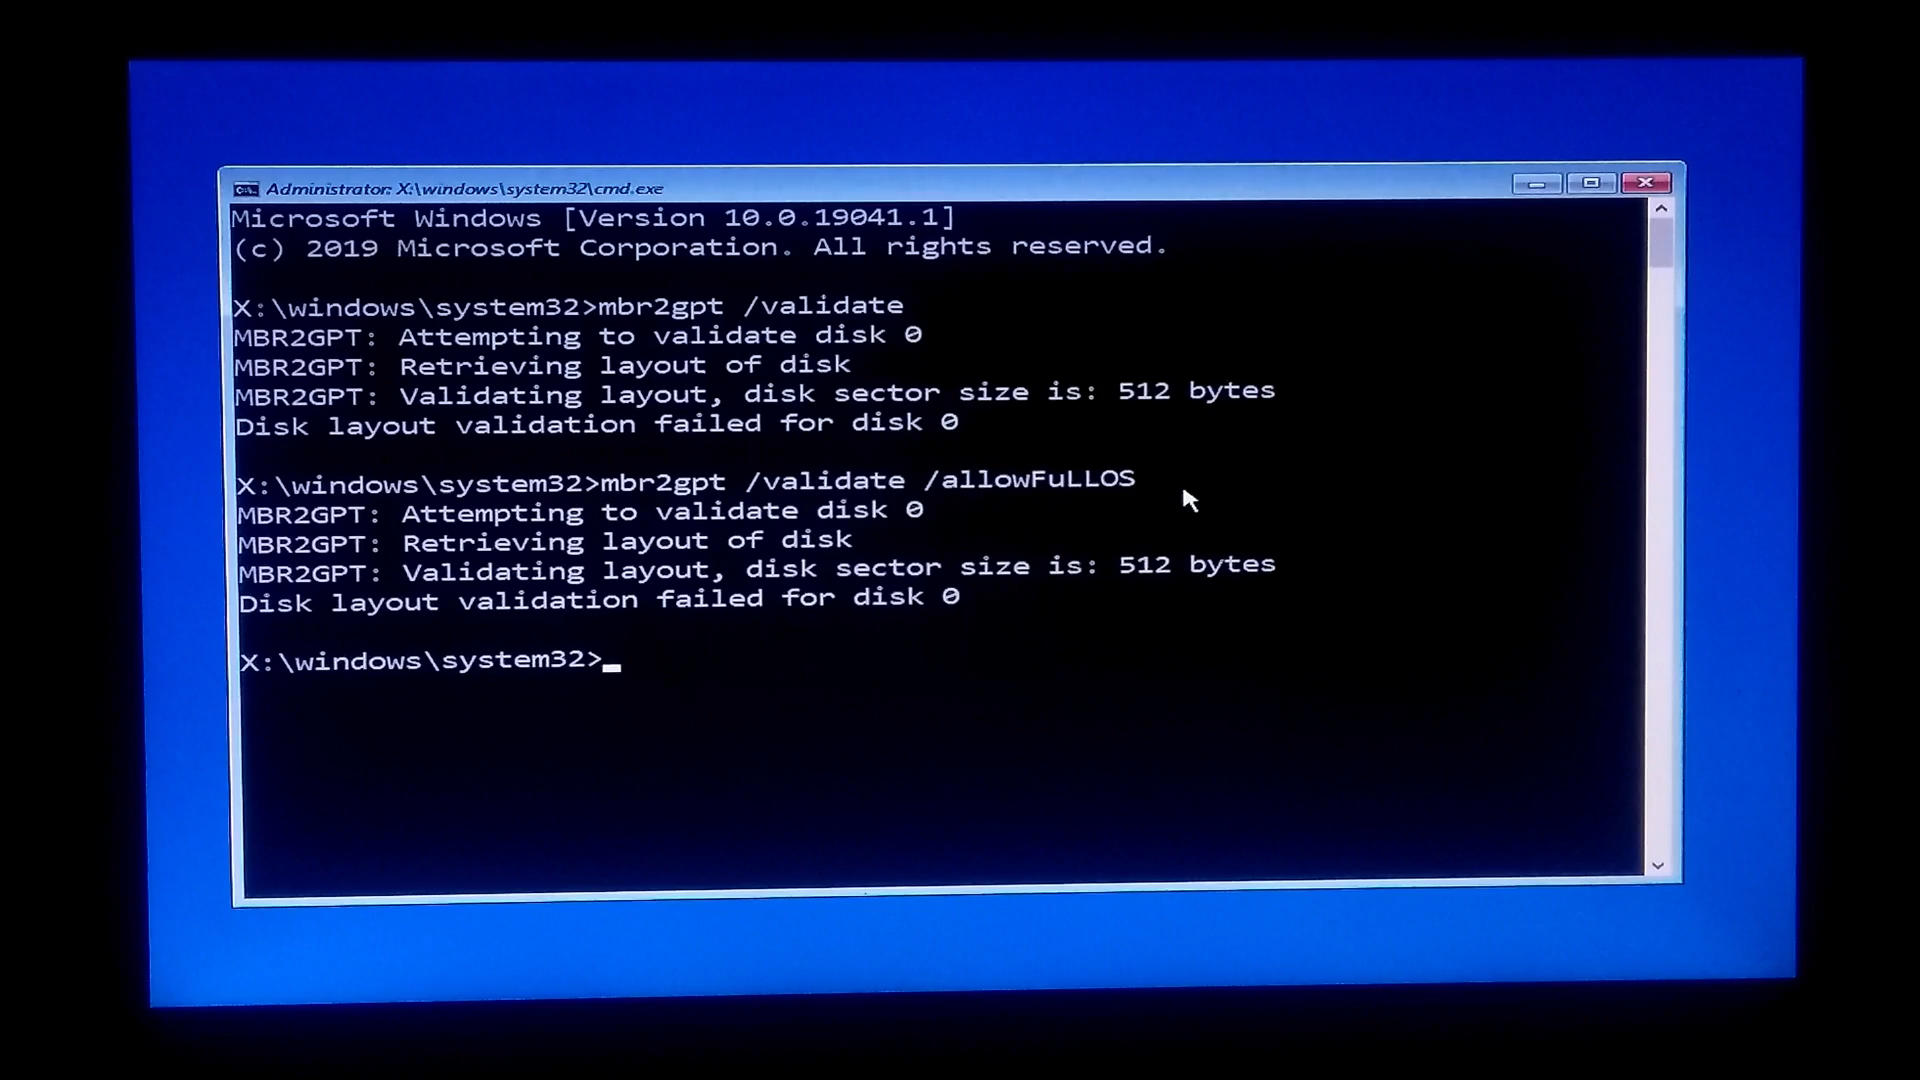 Administrator: X:\windows\system32\cmd.exe
Microsoft Windows [Version 10.0.19041.1]
(c) 2019 Microsoft Corporation. All rights reserved.
X:\windows\system32>mbr2gpt /validate
MBR2GPT: Attempting to validate disk 0
MBR2GPT: Retrieving layout of disk
MBR2GPT: Validating layout, disk sector size is: 512 bytes
Disk layout validation failed for disk 0
X:\windows\system32>mbr2gpt /validate /allowFuLLOS
MBR2GPT: Attempting to validate disk 0
MBR2GPT: Retrieving layout of disk
MBR2GPT: Validating layout, disk sector size is: 512 bytes
Disk layout validation failed for disk 0
X:\windows\system32>